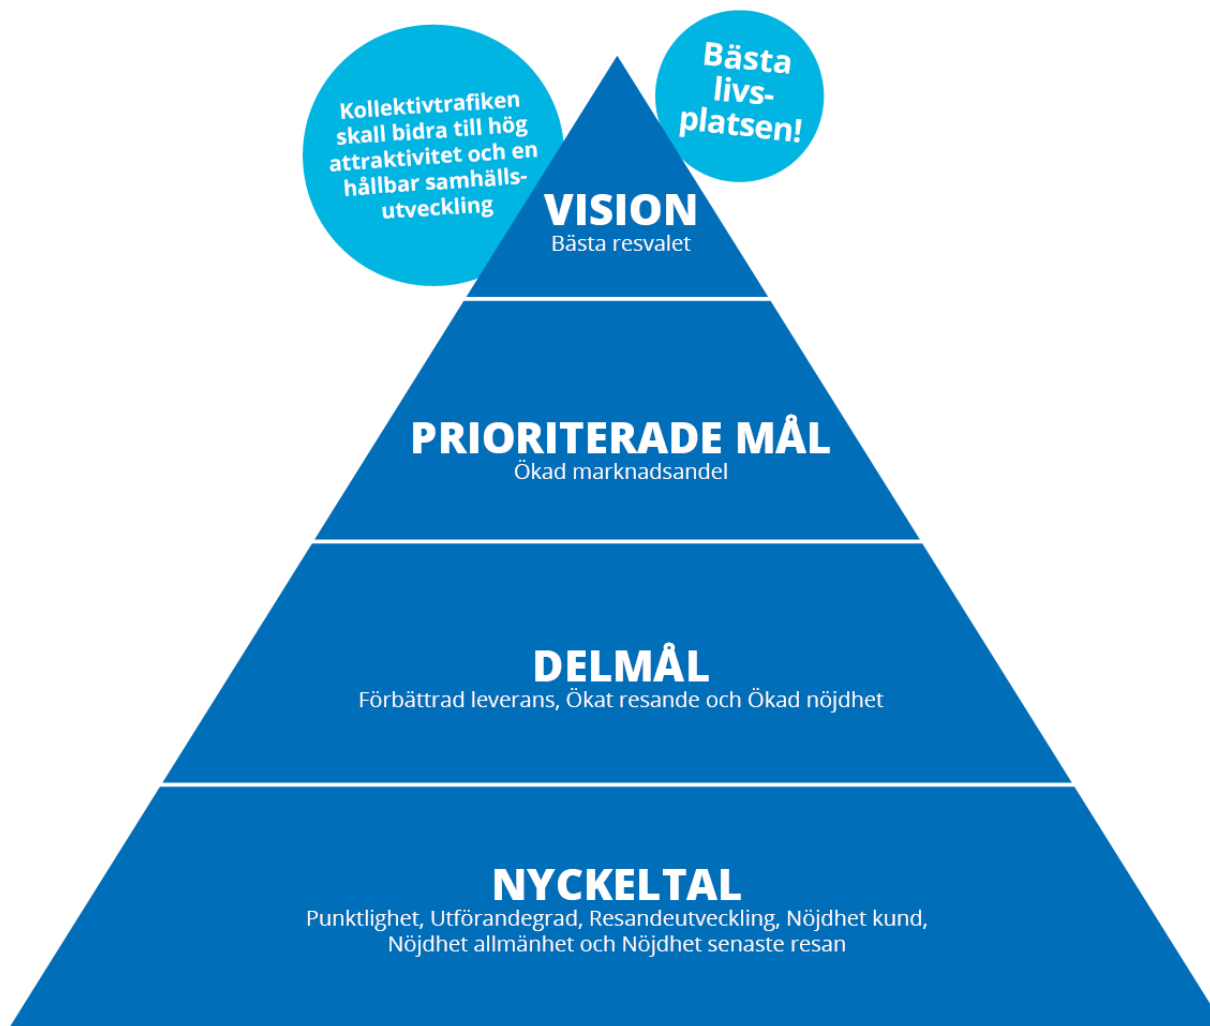 Kollektivtrafiken
skall bidra till hög
attraktivitet och en
hållbar samhälls-
utveckling
Bästa
livs-
platsen!
VISION
Bästa resvalet
PRIORITERADE MÅL
Ökad marknadsandel
DELMÅL
Förbättrad leverans, Ökat resande och Ökad nöjdhet
NYCKELTAL
Punktlighet, Utförandegrad, Resandeutveckling, Nöjdhet kund,
Nöjdhet allmänhet och Nöjdhet senaste resan